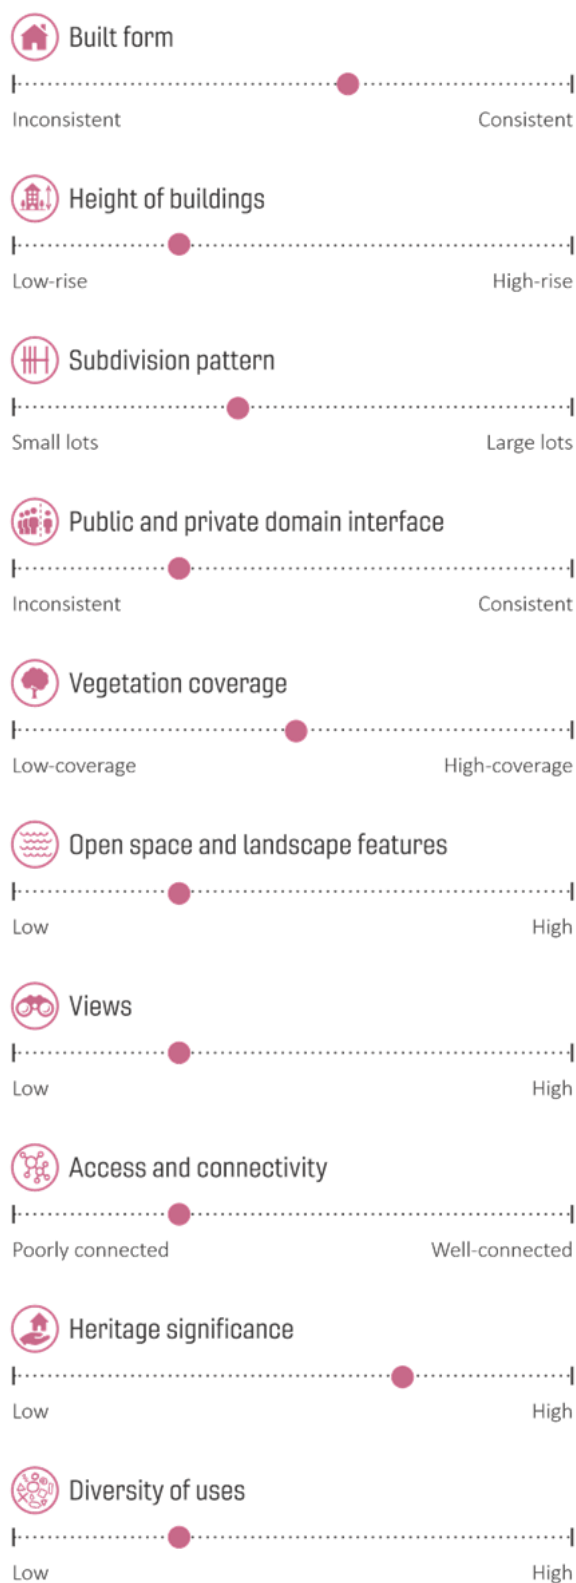 Built form
Inconsistent Consistent
Height of buildings
Low-rise High-rise
Subdivision pattern
Small lots Large lots
Public and private domain interface
Inconsistent Consistent
Vegetation coverage
Low-coverage High-coverage
Open space and landscape features
Low High
Views
Low High
Access and connectivity
Poorly connected Well-connected
Heritage significance
Low High
Diversity of uses
Low High